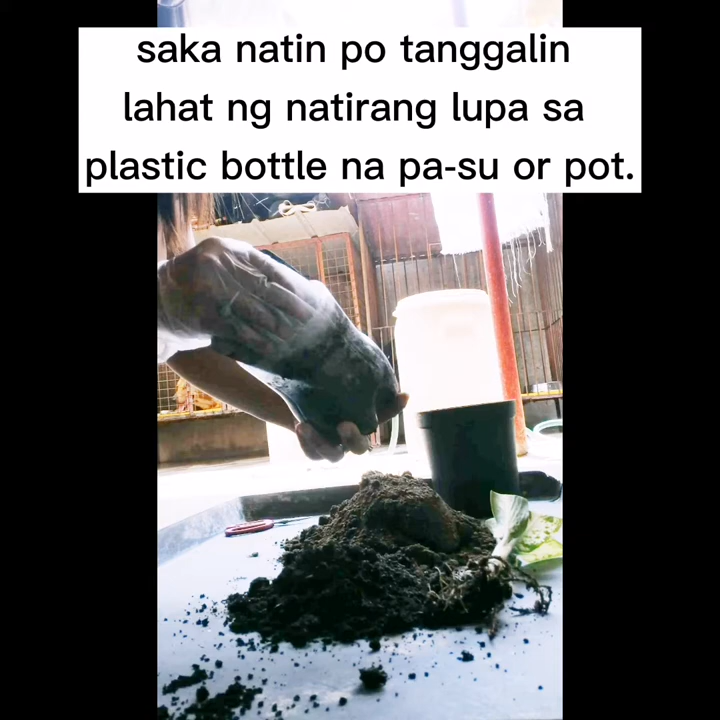 saka natin po tanggalin
lahat ng natirang lupa sa
plastic bottle na pa-su or pot.